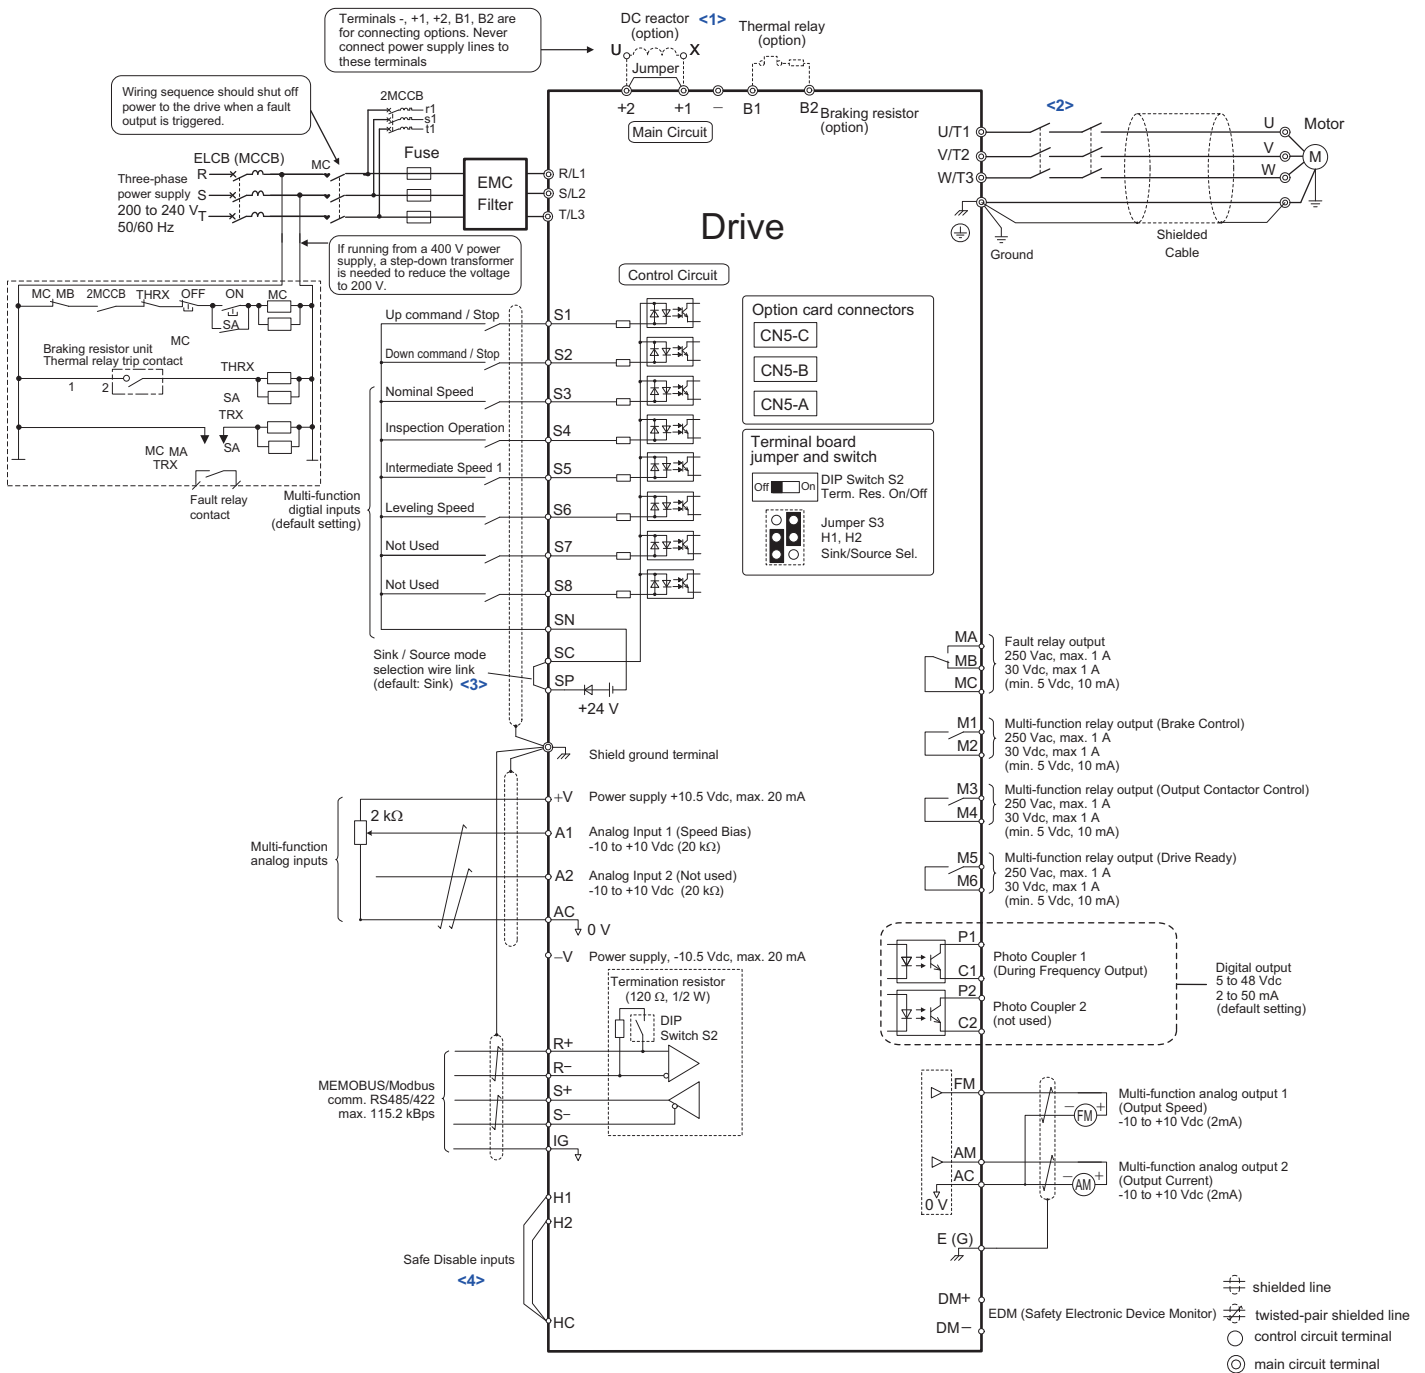 Terminals -, +1, +2, B1, B2 are
for connecting options. Never
connect power supply lines to
these terminals
DC reactor <1>
(option)
U X
Jumper
Thermal relay
(option)
+2 +1 − B1 B2
Main Circuit
Braking resistor
(option)
Wiring sequence should shut off
power to the drive when a fault
output is triggered.
2MCCB
r1
s1
t1
ELCB (MCCB) MC Fuse
Three-phase
power supply
200 to 240 V
50/60 Hz
R
S
T
EMC
Filter
R/L1
S/L2
T/L3
Drive
<2>
U/T1
V/T2
W/T3
U
V
W
Motor
M
Ground
Shielded
Cable
If running from a 400 V power
supply, a step-down transformer
is needed to reduce the voltage
to 200 V.
MC MB 2MCCB THRX OFF ON MC
SA
MC
Braking resistor unit
Thermal relay trip contact
1 2
THRX
SA
TRX
MC MA
TRX
SA
Fault relay
contact
Control Circuit
Up command / Stop S1
Down command / Stop S2
Nominal Speed S3
Inspection Operation S4
Intermediate Speed 1 S5
Leveling Speed S6
Not Used S7
Not Used S8
Multi-function
digtial inputs
(default setting)
SN
SC
SP
+24 V
Sink / Source mode
selection wire link
(default: Sink) <3>
Option card connectors
CN5-C
CN5-B
CN5-A
Terminal board
jumper and switch
Off On
DIP Switch S2
Term. Res. On/Off
Jumper S3
H1, H2
Sink/Source Sel.
Shield ground terminal
+V Power supply +10.5 Vdc, max. 20 mA
2 kΩ
A1 Analog Input 1 (Speed Bias)
-10 to +10 Vdc (20 kΩ)
Multi-function
analog inputs
A2 Analog Input 2 (Not used)
-10 to +10 Vdc (20 kΩ)
AC
0 V
−V Power supply, -10.5 Vdc, max. 20 mA
Termination resistor
(120 Ω, 1/2 W)
DIP
Switch S2
R+
R−
S+
S−
IG
MEMOBUS/Modbus
comm. RS485/422
max. 115.2 kBps
H1
H2
HC
Safe Disable inputs
<4>
MA
MB
MC
Fault relay output
250 Vac, max. 1 A
30 Vdc, max 1 A
(min. 5 Vdc, 10 mA)
M1
M2
Multi-function relay output (Brake Control)
250 Vac, max. 1 A
30 Vdc, max 1 A
(min. 5 Vdc, 10 mA)
M3
M4
Multi-function relay output (Output Contactor Control)
250 Vac, max. 1 A
30 Vdc, max 1 A
(min. 5 Vdc, 10 mA)
M5
M6
Multi-function relay output (Drive Ready)
250 Vac, max. 1 A
30 Vdc, max 1 A
(min. 5 Vdc, 10 mA)
P1
C1
Photo Coupler 1
(During Frequency Output)
P2
C2
Photo Coupler 2
(not used)
Digital output
5 to 48 Vdc
2 to 50 mA
(default setting)
FM
− FM +
Multi-function analog output 1
(Output Speed)
-10 to +10 Vdc (2mA)
AM
AC
0 V
− AM +
Multi-function analog output 2
(Output Current)
-10 to +10 Vdc (2mA)
E (G)
DM+
DM−
EDM (Safety Electronic Device Monitor)
shielded line
twisted-pair shielded line
control circuit terminal
main circuit terminal